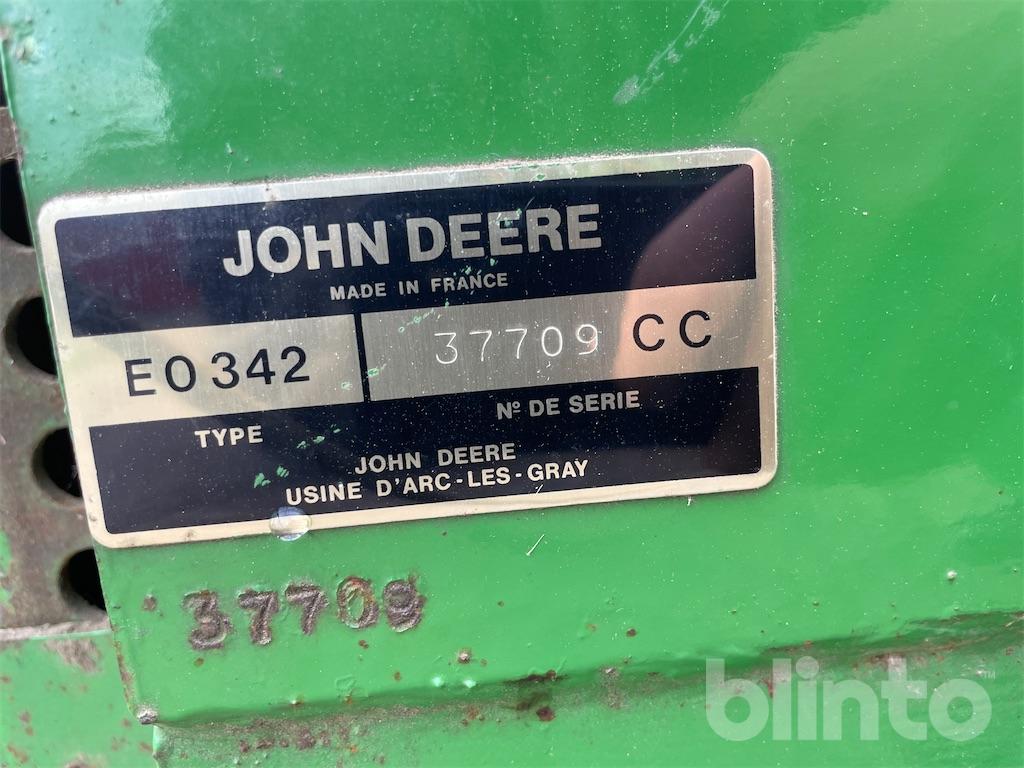 JOHN DEERE
MADE IN FRANCE
E0342 37709 CC
TYPE Nº DE SERIE
JOHN DEERE
USINE D'ARC-LES-GRAY
37709
blinto™